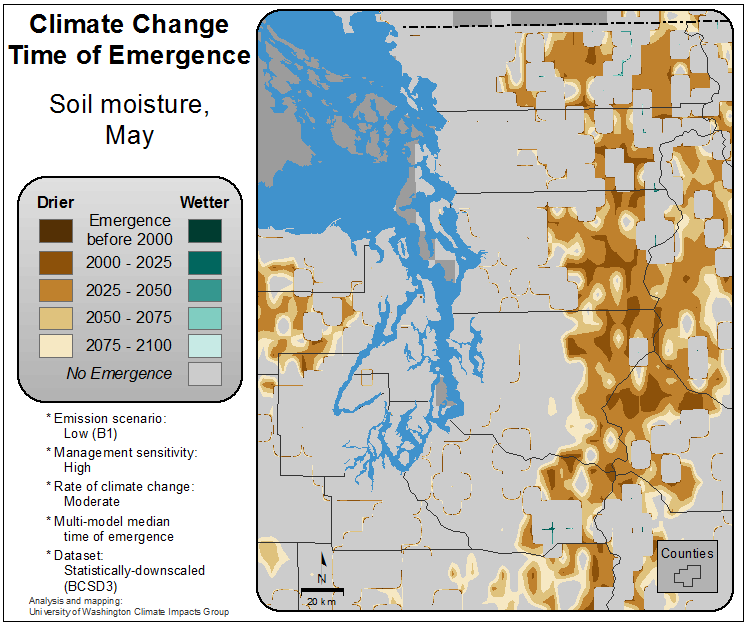 Climate Change
Time of Emergence
Soil moisture,
May
Drier
Wetter
Emergence
before 2000
2000 - 2025
2025 - 2050
2050 - 2075
2075 - 2100
No Emergence
* Emission scenario:
Low (B1)
* Management sensitivity:
High
* Rate of climate change:
Moderate
* Multi-model median
time of emergence
* Dataset:
Statistically-downscaled
(BCSD3)
Analysis and mapping:
University of Washington Climate Impacts Group
N
20 km
Counties